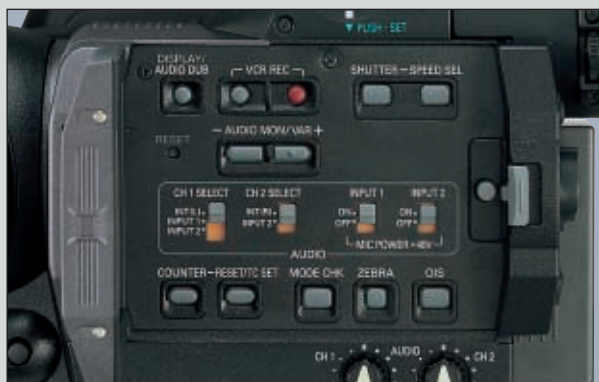 ▼ PUSH - SET
DISPLAY/
AUDIO DUB
VCR REC
SHUTTER – SPEED SEL
RESET
– AUDIO MON/VAR +
CH 1 SELECT
CH 2 SELECT
INPUT 1
INPUT 2
INT(L)
INPUT 1
INPUT 2
INT(R)
INPUT 2
ON
OFF
ON
OFF
MIC POWER +48V
AUDIO
COUNTER – RESET/TC SET
MODE CHK
ZEBRA
OIS
CH 1
AUDIO
CH 2